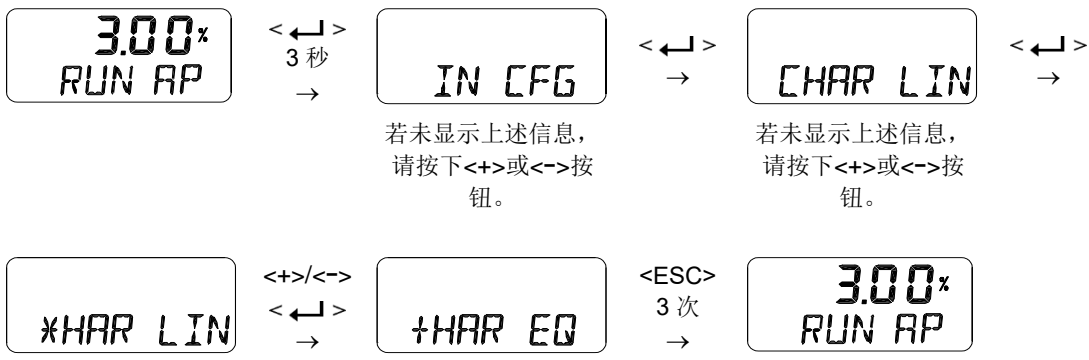 3.00%
RUN AP
< ↵ >
3 秒
→
IN CFG
若未显示上述信息，
请按下<+>或<->按
钮。
< ↵ >
→
CHAR LIN
若未显示上述信息，
请按下<+>或<->按
钮。
< ↵ >
→
*HAR LIN
<+>/<->
< ↵ >
→
+HAR EQ
<ESC>
3 次
→
3.00%
RUN AP